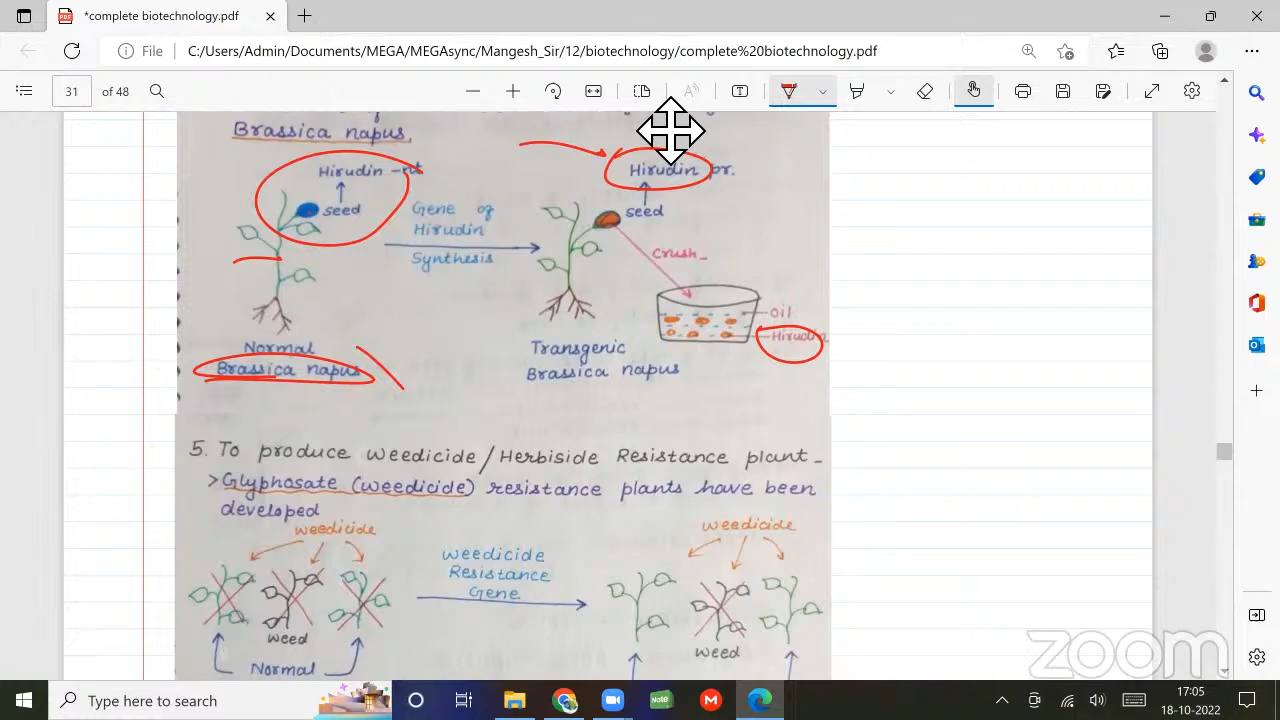 *complete biotechnology.pdf
File
C:/Users/Admin/Documents/MEGA/MEGAsync/Mangesh_Sir/12/biotechnology/complete%20biotechnology.pdf
31 of 48
Brassica napus
Hirudin -nt
seed
Gene of
Hirudin
Synthesis
Hirudin pr.
seed
Crush
oil
Hirudin
Normal
Brassica napus
Transgenic
Brassica napus
5. To produce weedicide/Herbiside Resistance plant -
> Glyphosate (weedicide) resistance plants have been
developed
weedicide
weedicide
Resistance
Gene
weedicide
weed
weed
Normal
zoom
Type here to search
17:05
18-10-2022